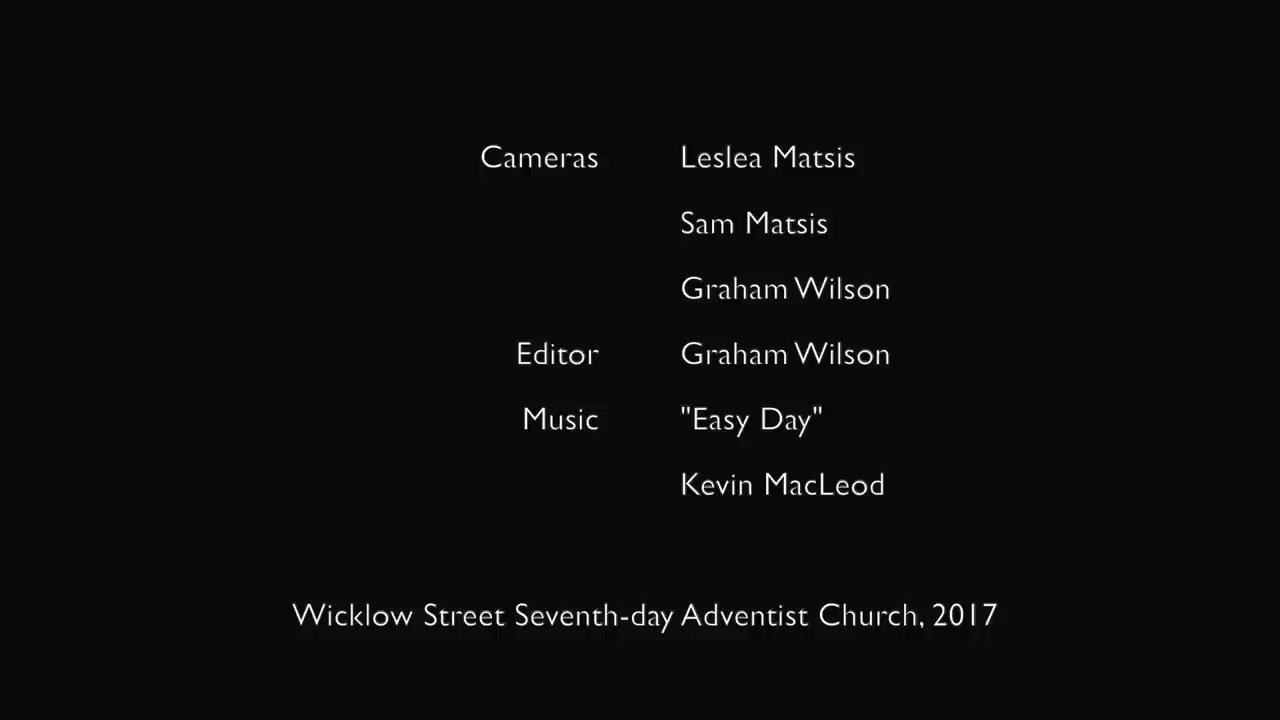 Cameras Leslea Matsis
Sam Matsis
Graham Wilson
Editor Graham Wilson
Music "Easy Day"
Kevin MacLeod
Wicklow Street Seventh-day Adventist Church, 2017